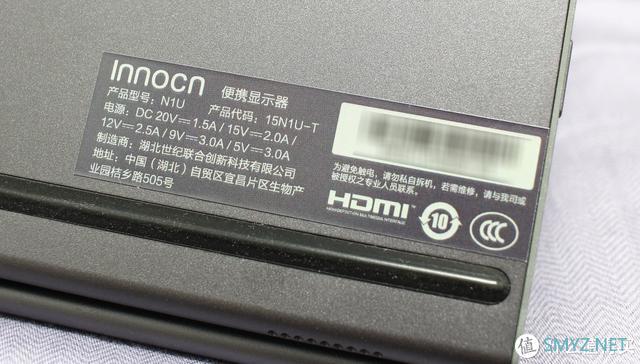 Innocn 便携显示器
产品型号：N1U 产品代码：15N1U-T
电源：DC 20V⎓1.5A / 15V⎓2.0A /
12V⎓2.5A / 9V⎓3.0A / 5V⎓3.0A
制造商：湖北世纪联合创新科技有限公司
地址：中国（湖北）自贸区宜昌片区生物产
业园桔乡路505号
为避免触电，请勿私自拆机，若需维修，请与我司或
被授权之专业人员联系。
HDMI
HIGH-DEFINITION MULTIMEDIA INTERFACE
10
CCC
值 SMYZ.NET